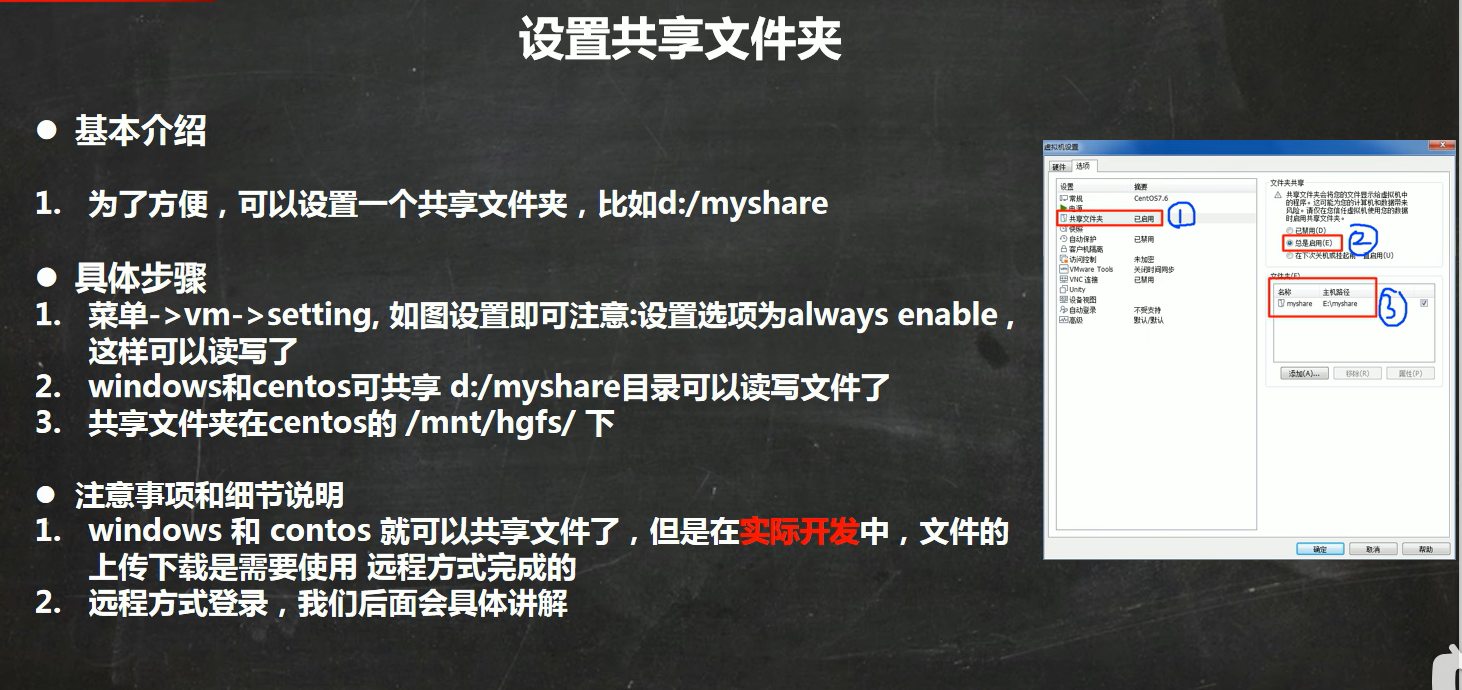 设置共享文件夹
● 基本介绍
1. 为了方便，可以设置一个共享文件夹，比如d:/myshare
● 具体步骤
1. 菜单->vm->setting, 如图设置即可注意:设置选项为always enable，
这样可以读写了
2. windows和centos可共享 d:/myshare目录可以读写文件了
3. 共享文件夹在centos的 /mnt/hgfs/ 下
● 注意事项和细节说明
1. windows 和 contos 就可以共享文件了，但是在实际开发中，文件的
上传下载是需要使用 远程方式完成的
2. 远程方式登录，我们后面会具体讲解
虚拟机设置
硬件 选项
设置 摘要
常规 CentOS7.6
电源
共享文件夹 已启用
快照
自动保护 已禁用
客户机隔离
访问控制 未加密
VMware Tools 关闭时间同步
VNC 连接 已禁用
Unity
设备视图
自动登录 不受支持
高级 默认/默认
文件夹共享
共享文件夹会将您的文件显示给虚拟机中
的程序。这可能为您的计算机和数据带来
风险。请仅在您信任虚拟机使用您的数据
时启用共享文件夹。
已禁用(D)
总是启用(E)
在下次关机或挂起前一直启用(U)
文件夹(F)
名称 主机路径
myshare E:\myshare
添加(A)... 移除(R) 属性(P)
确定 取消 帮助
1
2
3